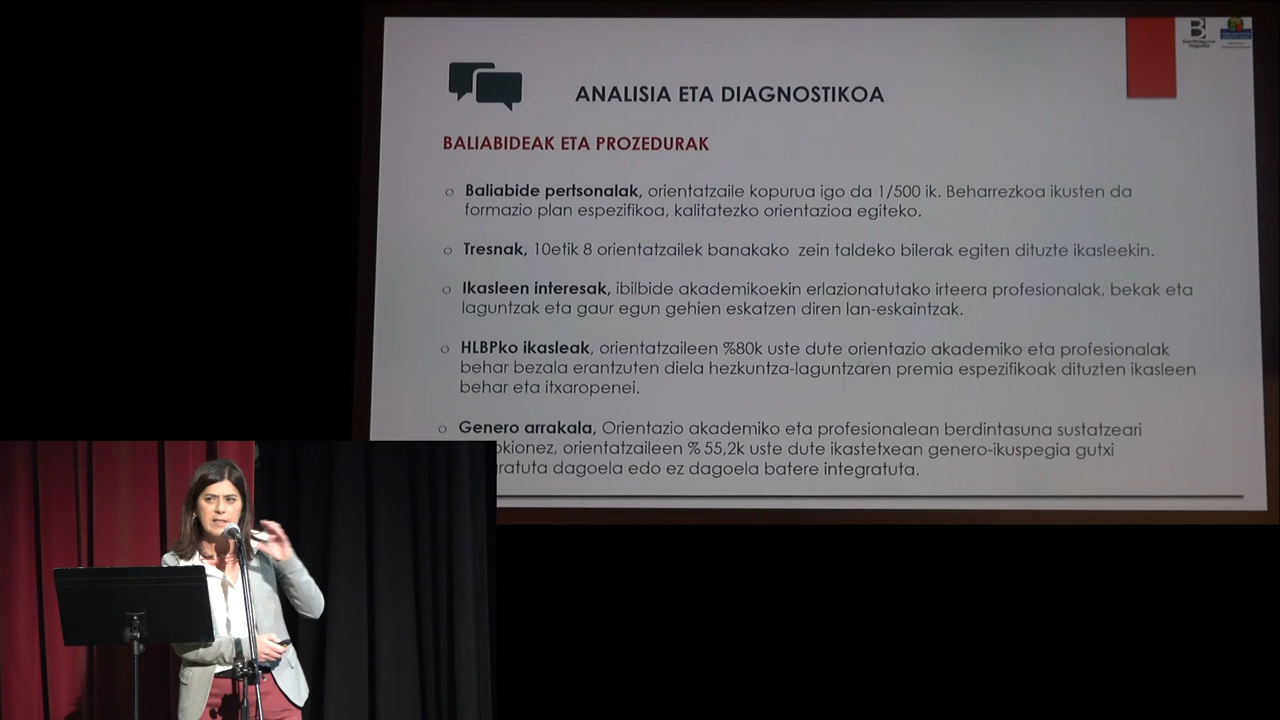 ANALISIA ETA DIAGNOSTIKOA
BALIABIDEAK ETA PROZEDURAK
Baliabide pertsonalak, orientatzaile kopurua igo da 1/500 ik. Beharrezkoa ikusten da
formazio plan espezifikoa, kalitatezko orientazioa egiteko.
Tresnak, 10etik 8 orientatzailek banakako zein taldeko bilerak egiten dituzte ikasleekin.
Ikasleen interesak, ibilbide akademikoekin erlazionatutako irteera profesionalak, bekak eta
laguntzak eta gaur egun gehien eskatzen diren lan-eskaintzak.
HLBPko ikasleak, orientatzaileen %80k uste dute orientazio akademiko eta profesionalak
behar bezala erantzuten diela hezkuntza-laguntzaren premia espezifikoak dituzten ikasleen
behar eta itxaropenei.
Genero arrakala, Orientazio akademiko eta profesionalean berdintasuna sustatzeari
okionez, orientatzaileen % 55,2k uste dute ikastetxean genero-ikuspegia gutxi
gratuta dagoela edo ez dagoela batere integratuta.